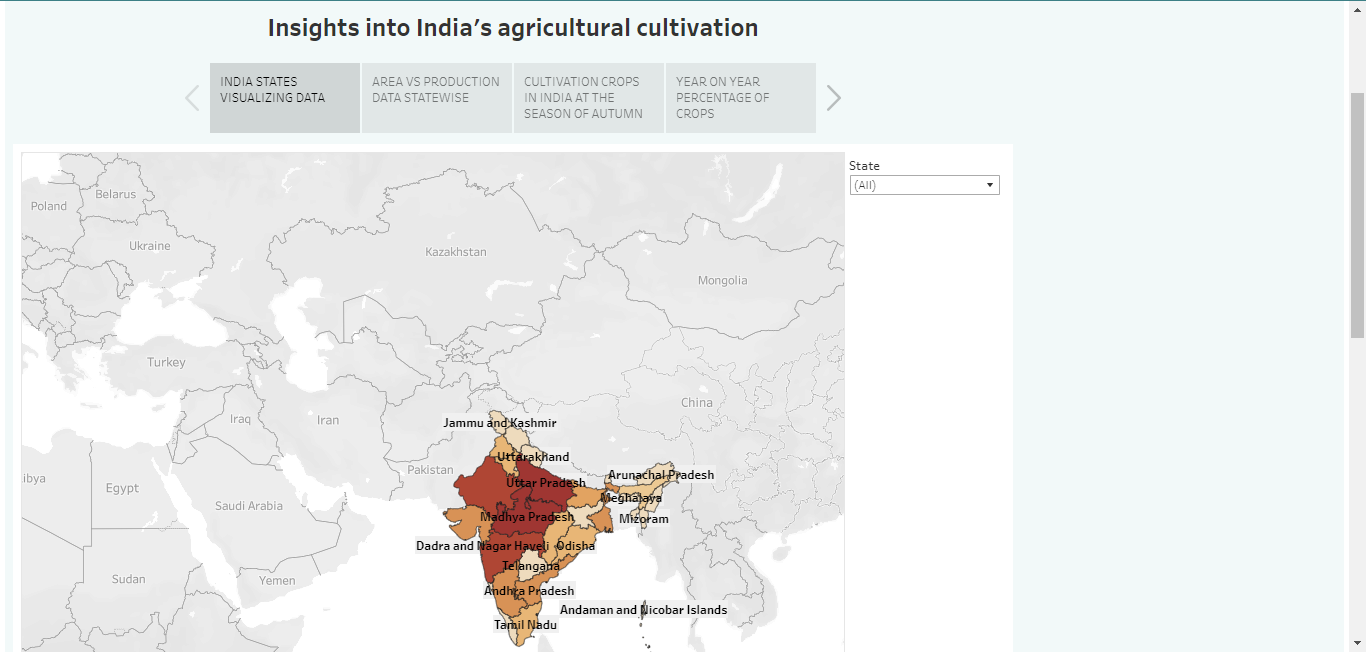 Insights into India's agricultural cultivation
INDIA STATES
VISUALIZING DATA
AREA VS PRODUCTION
DATA STATEWISE
CULTIVATION CROPS
IN INDIA AT THE
SEASON OF AUTUMN
YEAR ON YEAR
PERCENTAGE OF
CROPS
State
(All)
Belarus
Poland
Ukraine
Kazakhstan
Mongolia
Turkey
China
Iraq
Iran
Jammu and Kashmir
Uttarakhand
Pakistan
Arunachal Pradesh
ibya
Egypt
Uttar Pradesh
Meghalaya
Saudi Arabia
Madhya Pradesh
Mizoram
Dadra and Nagar Haveli
Odisha
Telangana
Sudan
Yemen
Andhra Pradesh
Andaman and Nicobar Islands
Tamil Nadu